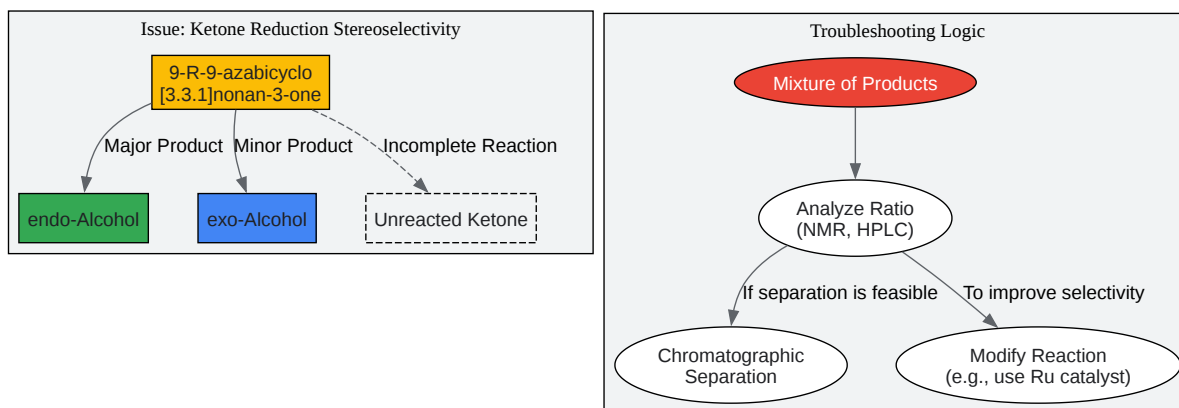 Issue: Ketone Reduction Stereoselectivity
9-R-9-azabicyclo
[3.3.1]nonan-3-one
Major Product
Minor Product
Incomplete Reaction
endo-Alcohol
exo-Alcohol
Unreacted Ketone
Troubleshooting Logic
Mixture of Products
Analyze Ratio
(NMR, HPLC)
If separation is feasible
To improve selectivity
Chromatographic
Separation
Modify Reaction
(e.g., use Ru catalyst)